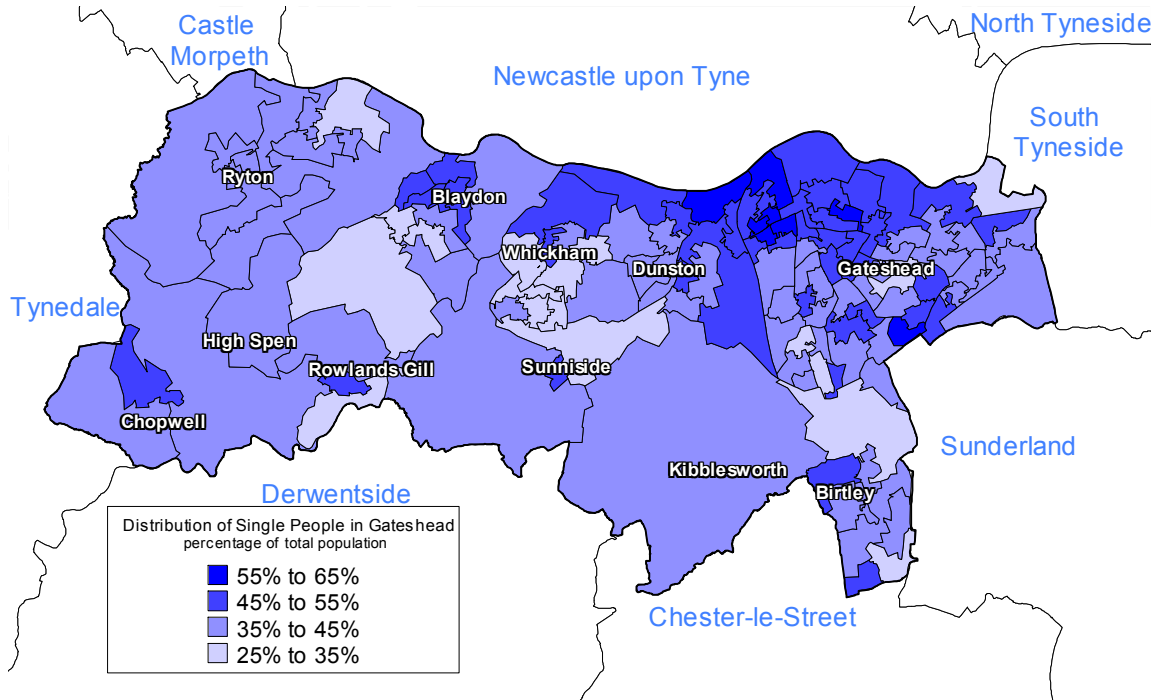 Castle
Morpeth
North Tyneside
Newcastle upon Tyne
South
Tyneside
Ryton
Blaydon
Whickham
Dunston
Gateshead
Tynedale
High Spen
Rowlands Gill
Sunniside
Chopwell
Sunderland
Kibblesworth
Birtley
Derwentside
Distribution of Single People in Gateshead
percentage of total population
55% to 65%
45% to 55%
35% to 45%
25% to 35%
Chester-le-Street